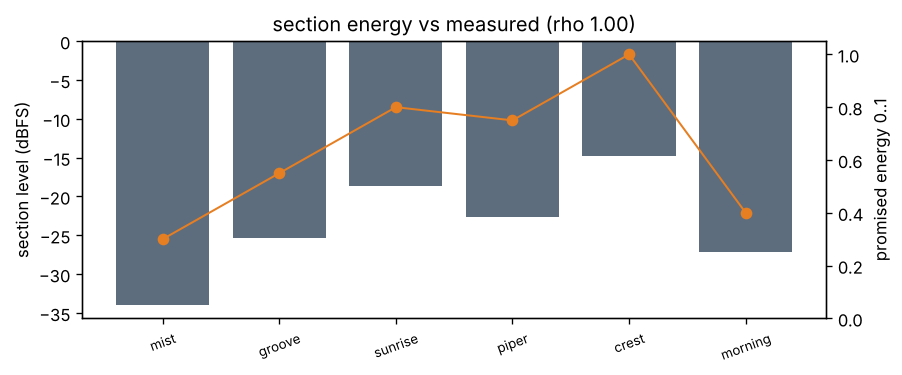 section energy vs measured (rho 1.00)
section level (dBFS)
0
−5
−10
−15
−20
−25
−30
−35
1.0
0.8
0.6
0.4
0.2
0.0
promised energy 0..1
mist
groove
sunrise
piper
crest
morning